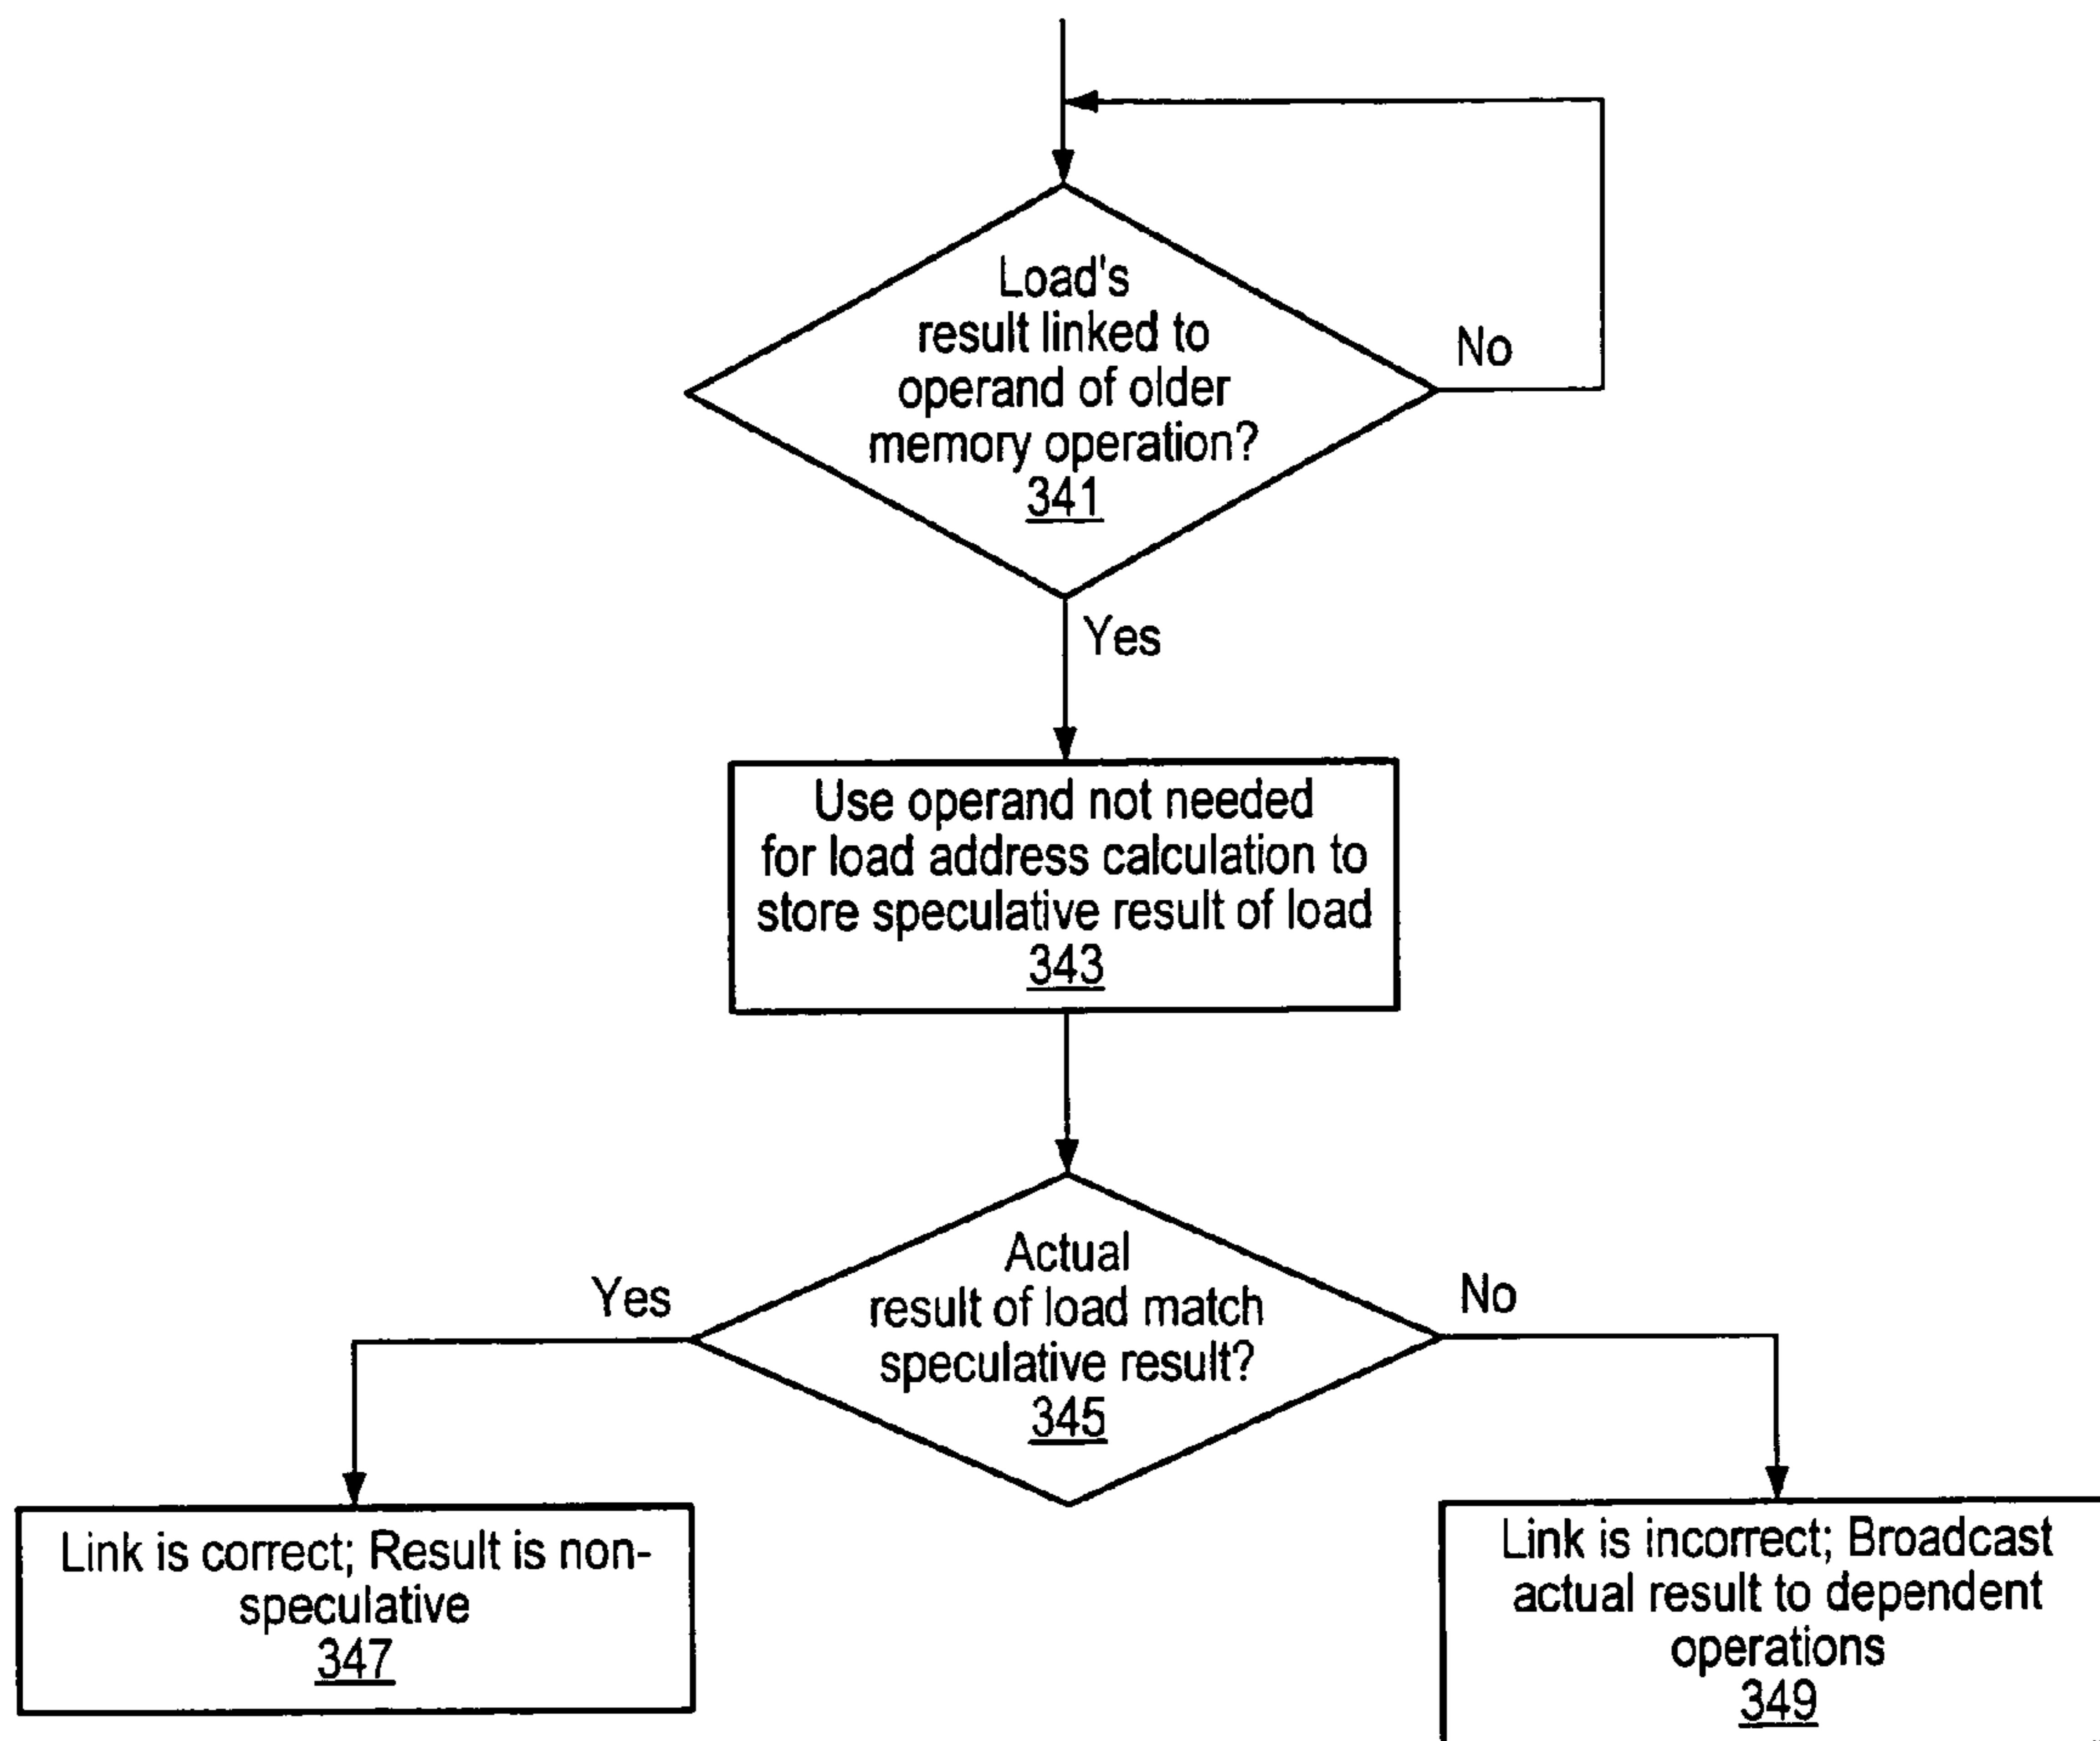 Load's
result linked to
operand of older
memory operation?
341
No
Yes
Use operand not needed
for load address calculation to
store speculative result of load
343
Actual
result of load match
speculative result?
345
Yes
No
Link is correct; Result is non-
speculative
347
Link is incorrect; Broadcast
actual result to dependent
operations
349